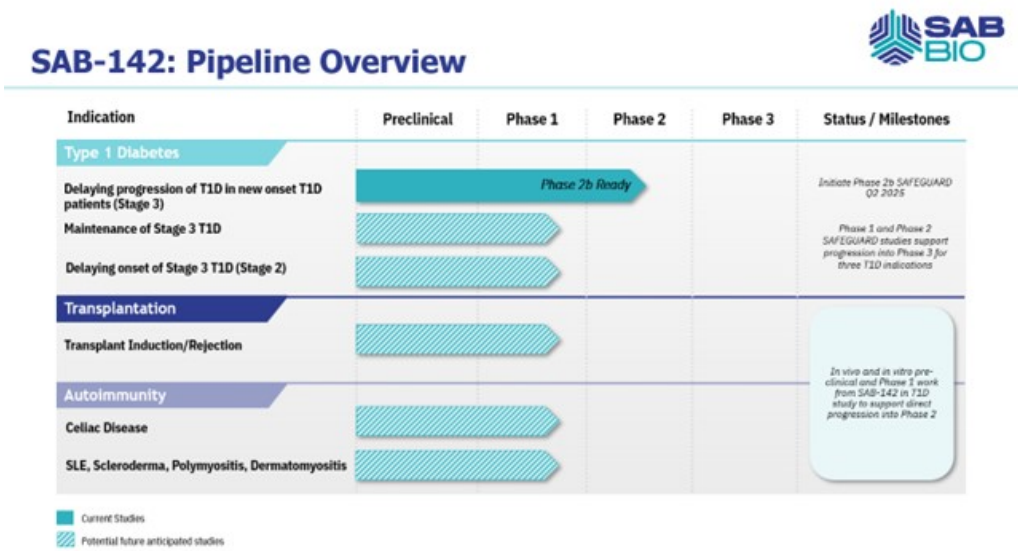 SAB
BIO
SAB-142: Pipeline Overview
Indication
Preclinical
Phase 1
Phase 2
Phase 3
Status / Milestones
Type 1 Diabetes
Delaying progression of T1D in new onset T1D
patients (Stage 3)
Phase 2b Ready
Initiate Phase 2b SAFEGUARD
Q2 2025
Maintenance of Stage 3 T1D
Delaying onset of Stage 3 T1D (Stage 2)
Phase 1 and Phase 2
SAFEGUARD studies support
progression into Phase 3 for
three T1D indications
Transplantation
Transplant Induction/Rejection
Autoimmunity
Celiac Disease
SLE, Scleroderma, Polymyositis, Dermatomyositis
In vivo and in vitro pre-
clinical and Phase 1 work
from SAB-142 in T1D
study to support direct
progression into Phase 2
Current Studies
Potential future anticipated studies